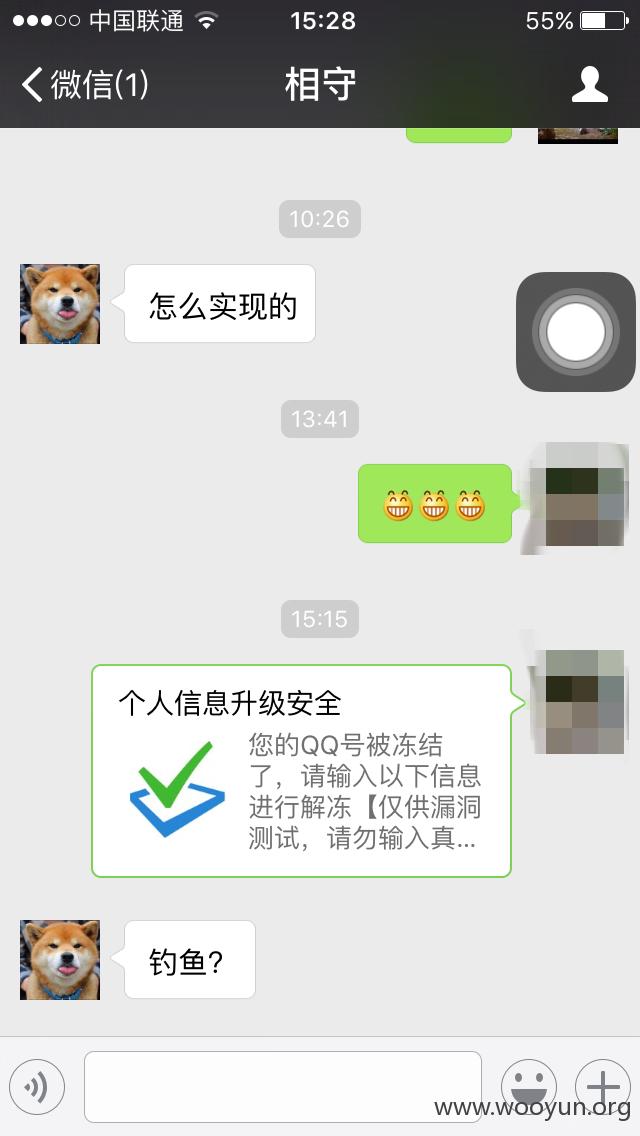 中国联通
15:28
55%
微信(1)
相守
10:26
怎么实现的
13:41
15:15
个人信息升级安全
您的QQ号被冻结
了，请输入以下信息
进行解冻【仅供漏洞
测试，请勿输入真...
钓鱼?
www.wooyun.org